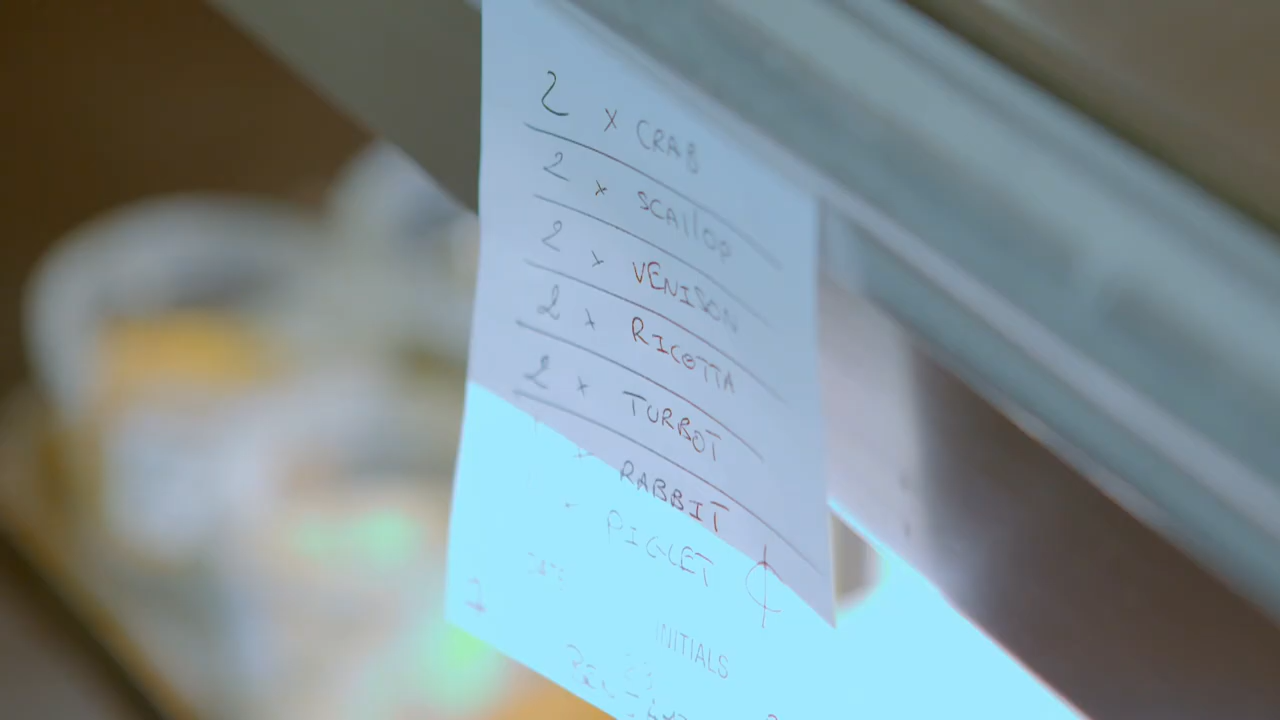 2 x CRAB
2 x SCAllOP
2 x VENISON
2 x RICOTTA
2 x TURBOT
x RABBIT
PIGLET ₵
INITIALS